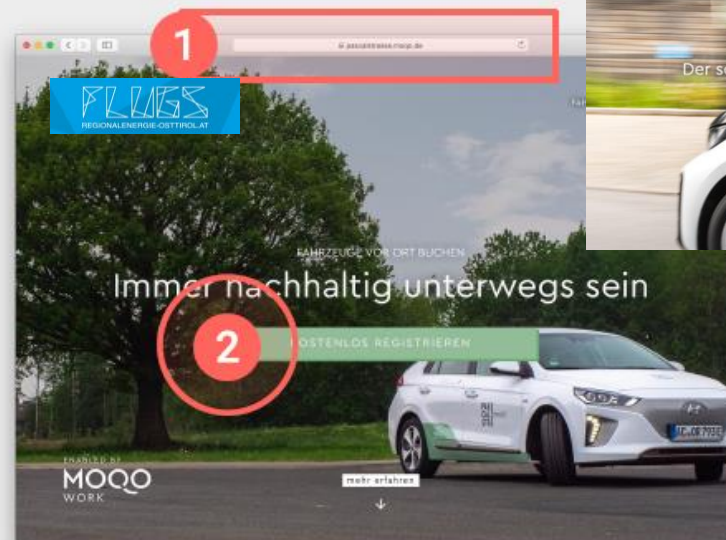 1
Der s
FLUGS
REGIONALENERGIE-OSTTIROL.AT
FAHRZEUGE VOR ORT BUCHEN
Immer nachhaltig unterwegs sein
2
KOSTENLOS REGISTRIEREN
ENABLED BY
MOQO
WORK
mehr erfahren